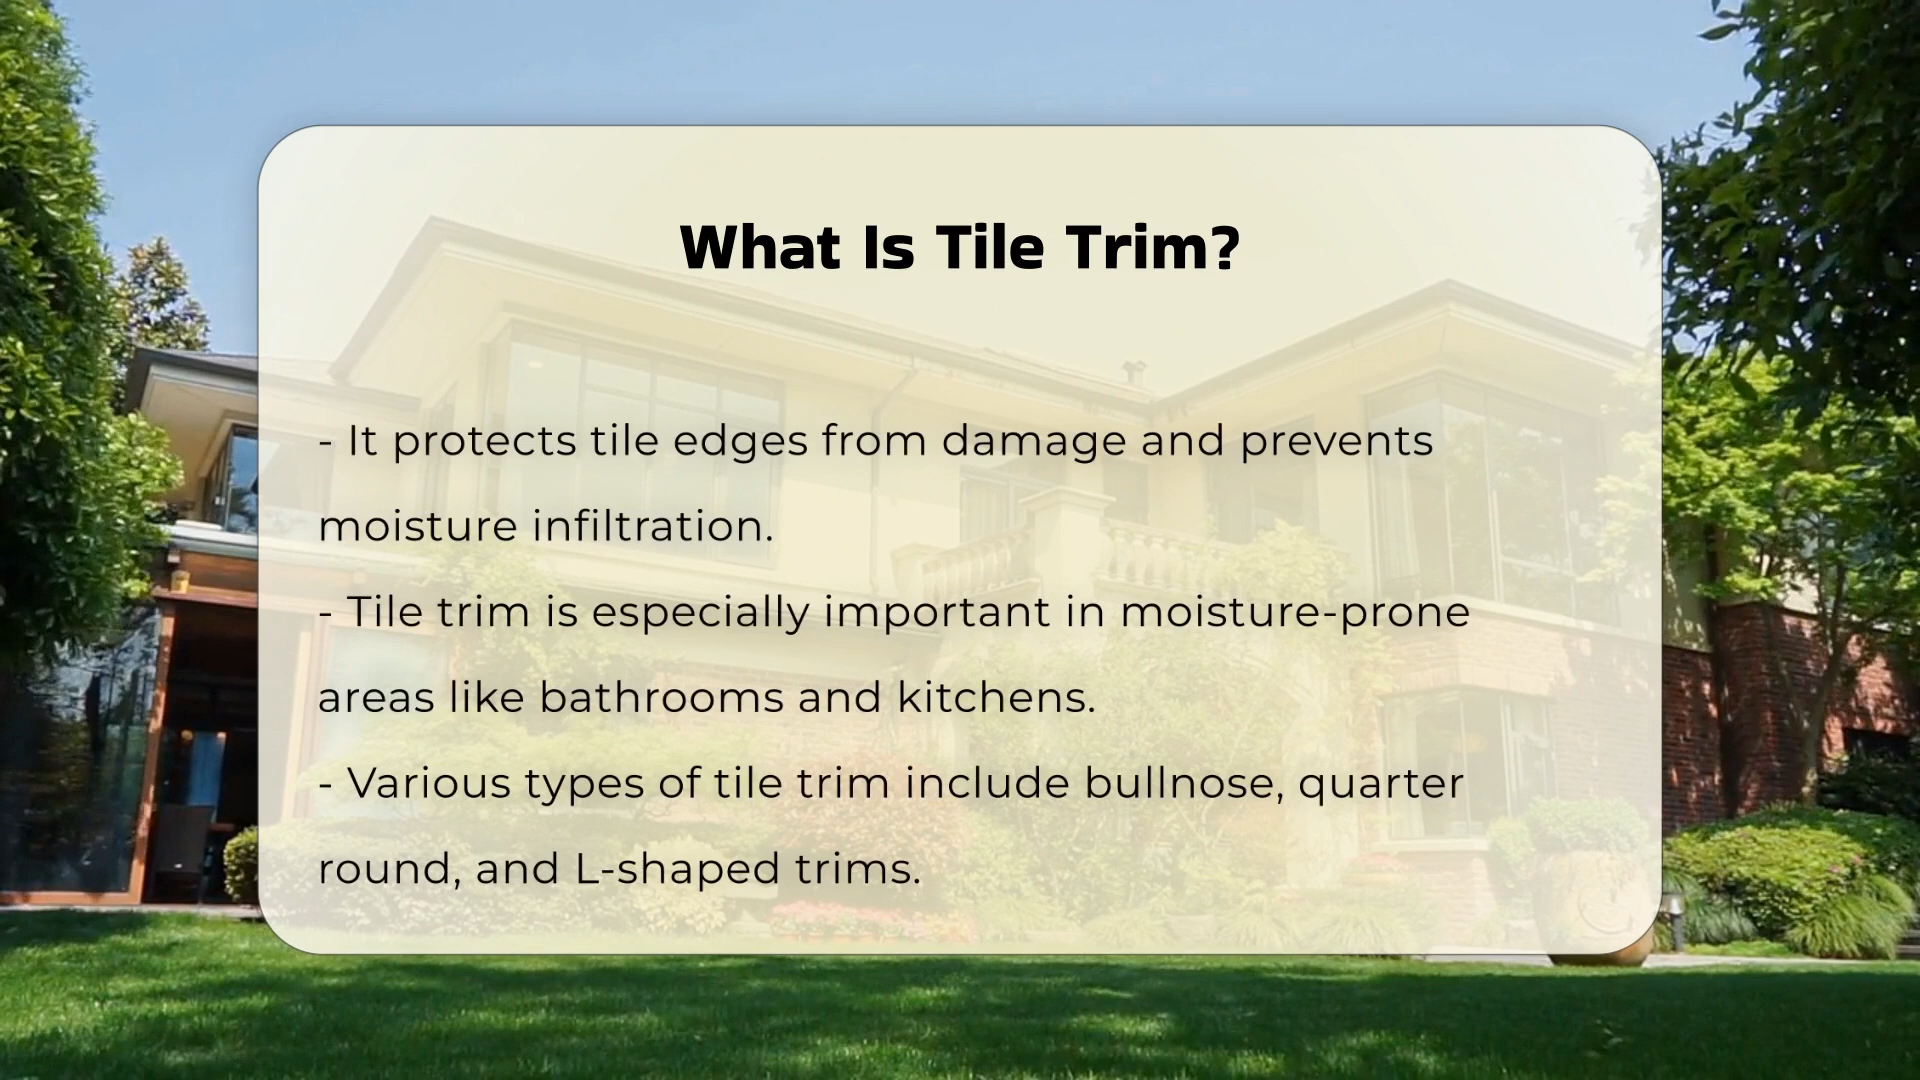 What Is Tile Trim?
- It protects tile edges from damage and prevents
moisture infiltration.
- Tile trim is especially important in moisture-prone
areas like bathrooms and kitchens.
- Various types of tile trim include bullnose, quarter
round, and L-shaped trims.